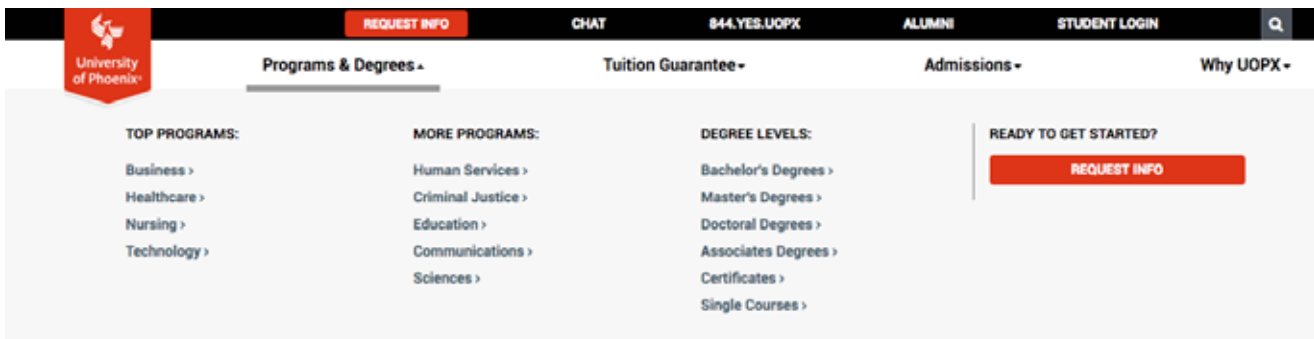 REQUEST INFO
CHAT
844.YES.UOPX
ALUMNI
STUDENT LOGIN
University
of Phoenix®
Programs & Degrees
Tuition Guarantee
Admissions
Why UOPX
TOP PROGRAMS:
Business >
Healthcare >
Nursing >
Technology >
MORE PROGRAMS:
Human Services >
Criminal Justice >
Education >
Communications >
Sciences >
DEGREE LEVELS:
Bachelor's Degrees >
Master's Degrees >
Doctoral Degrees >
Associates Degrees >
Certificates >
Single Courses >
READY TO GET STARTED?
REQUEST INFO